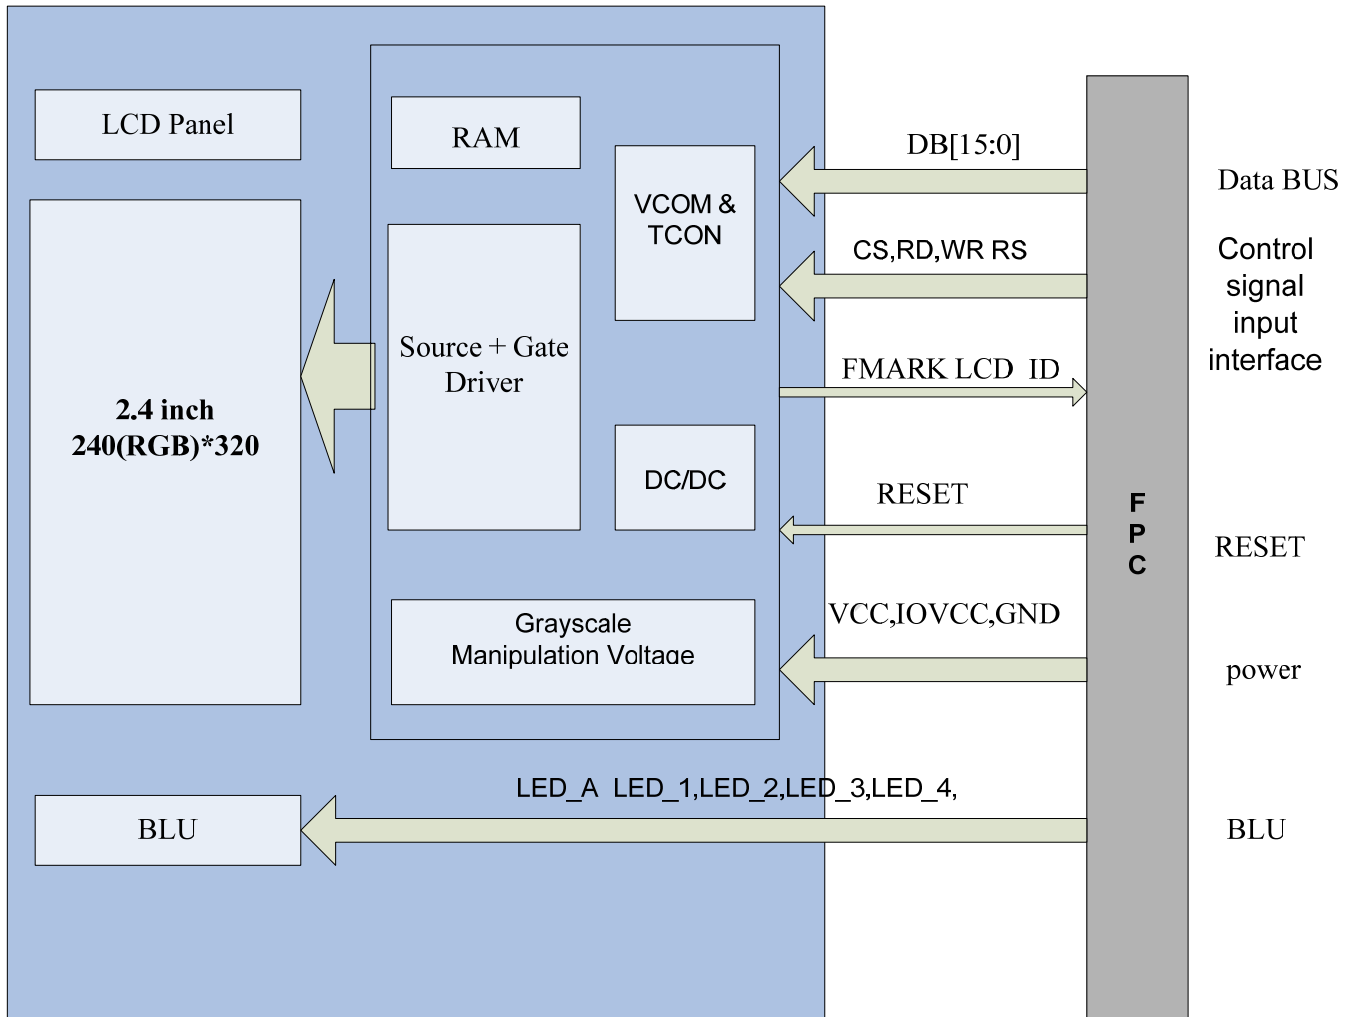 LCD Panel
2.4 inch
240(RGB)*320
BLU
RAM
Source + Gate
Driver
VCOM &
TCON
DC/DC
Grayscale
Manipulation Voltage
DB[15:0]
CS,RD,WR RS
FMARK LCD  ID
RESET
VCC,IOVCC,GND
LED_A  LED_1,LED_2,LED_3,LED_4,
F
P
C
Data BUS
Control
signal
input
interface
RESET
power
BLU